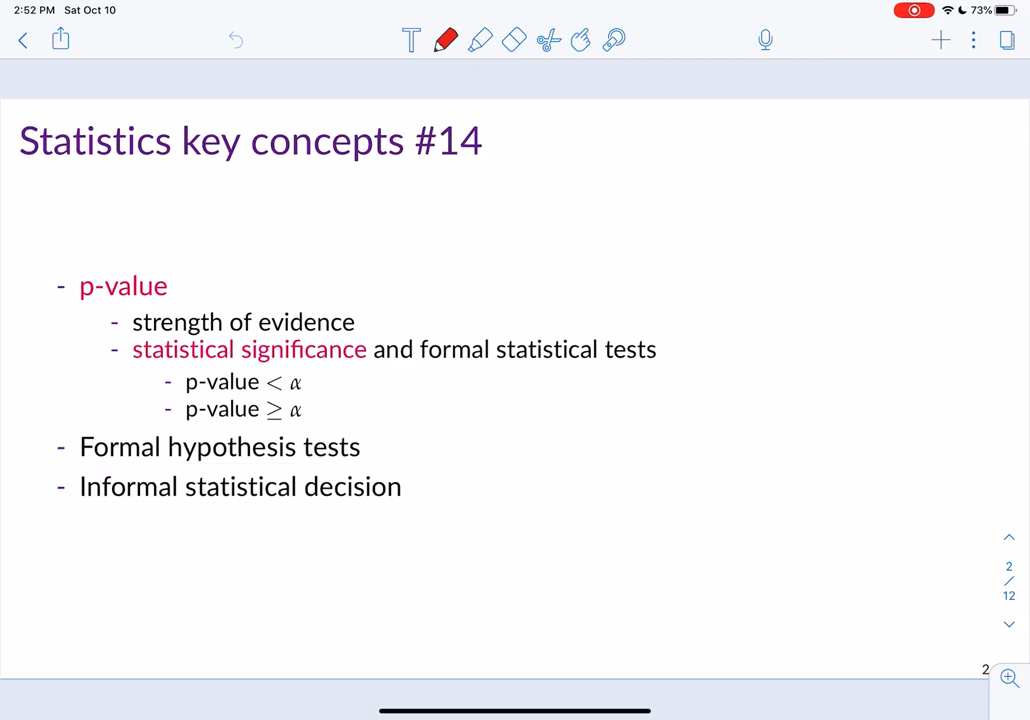 2:52 PM Sat Oct 10
73%
T
Statistics key concepts #14
- p-value
- strength of evidence
- statistical significance and formal statistical tests
- p-value < α
- p-value ≥ α
- Formal hypothesis tests
- Informal statistical decision
2
/
12
2